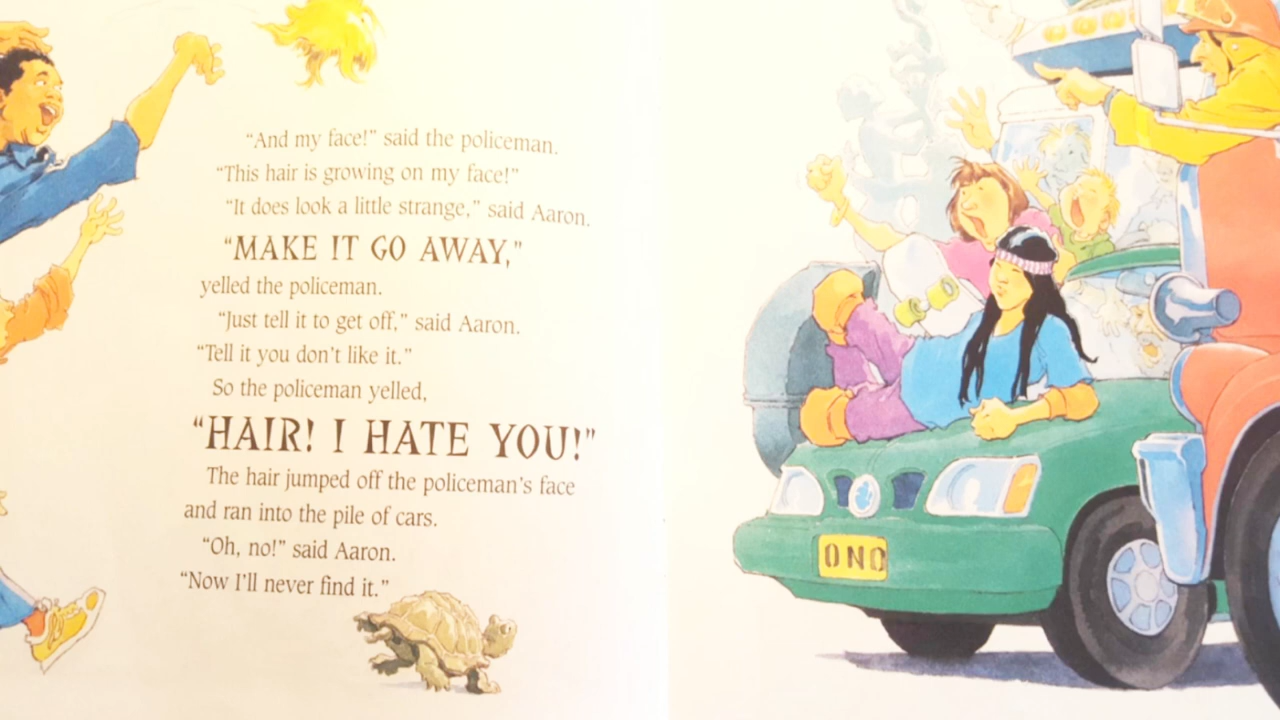 “And my face!” said the policeman.
“This hair is growing on my face!”
“It does look a little strange,” said Aaron.
“MAKE IT GO AWAY,”
yelled the policeman.
“Just tell it to get off,” said Aaron.
“Tell it you don’t like it.”
So the policeman yelled,
“HAIR! I HATE YOU!”
The hair jumped off the policeman’s face
and ran into the pile of cars.
“Oh, no!” said Aaron.
“Now I’ll never find it.”
ONO